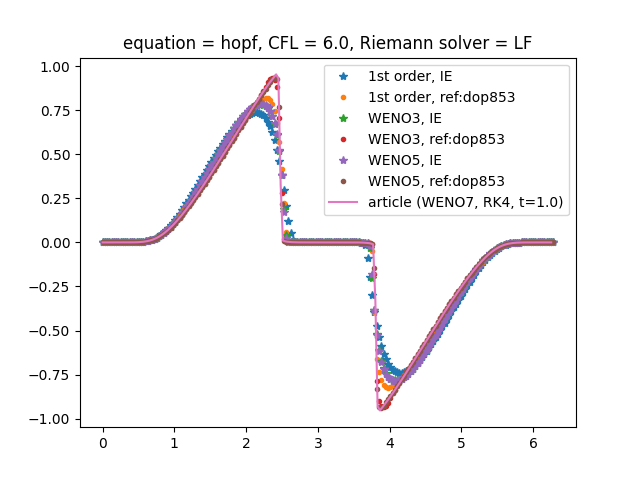 equation = hopf, CFL = 6.0, Riemann solver = LF
1.00
0.75
0.50
0.25
0.00
−0.25
−0.50
−0.75
−1.00
1st order, IE
1st order, ref:dop853
WENO3, IE
WENO3, ref:dop853
WENO5, IE
WENO5, ref:dop853
article (WENO7, RK4, t=1.0)
0 1 2 3 4 5 6